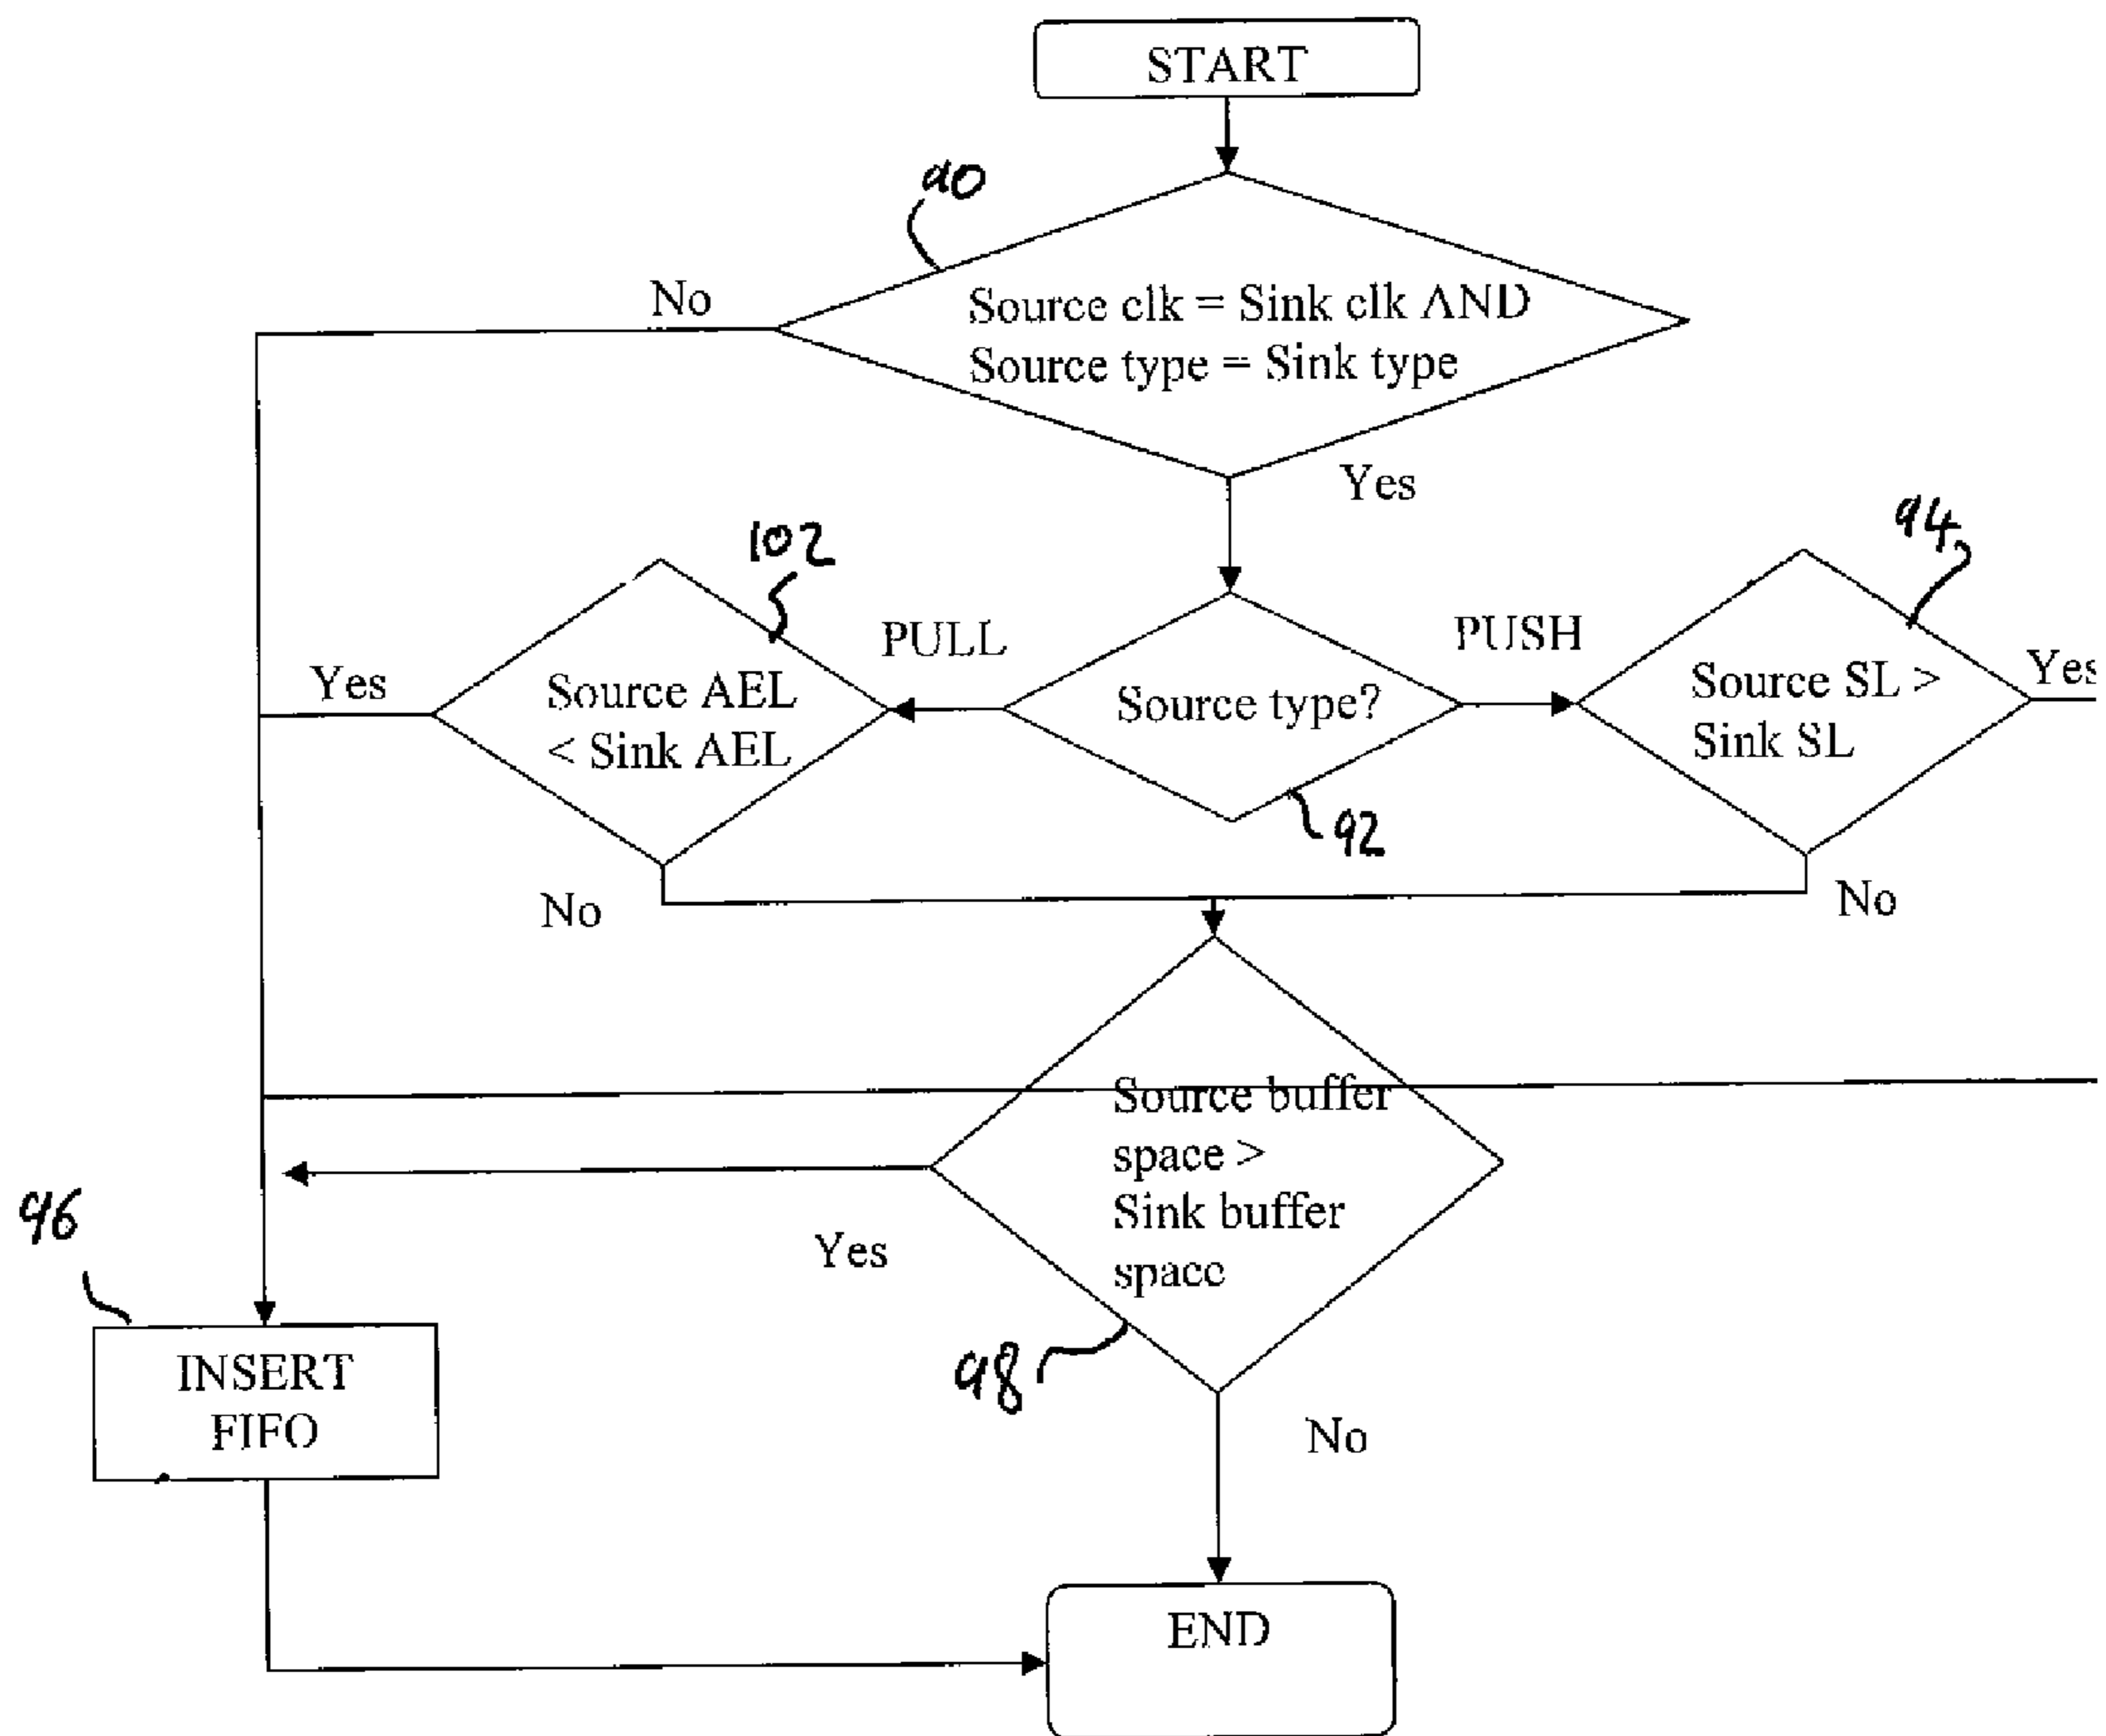 START
90
No
Source clk = Sink clk AND
Source type = Sink type
Yes
102
94
PULL
PUSH
Yes
Source AEL
< Sink AEL
Source type?
Source SL >
Sink SL
Yes
92
No
No
Source buffer
space >
Sink buffer
space
96
Yes
INSERT
FIFO
98
No
END